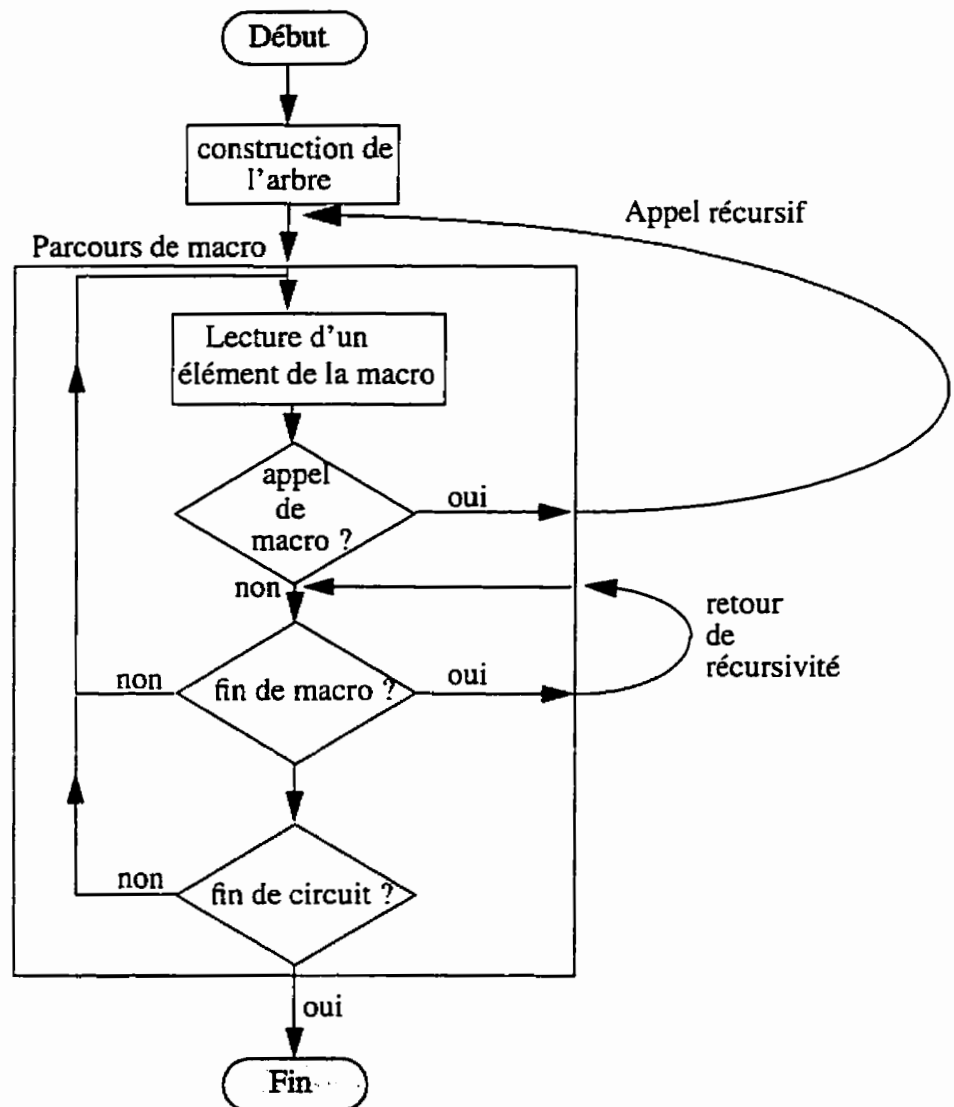 Début
construction de
l'arbre
Appel récursif
Parcours de macro
Lecture d'un
élément de la macro
appel
de
macro ?
oui
non
retour
de
récursivité
non
fin de macro ?
oui
non
fin de circuit ?
oui
Fin